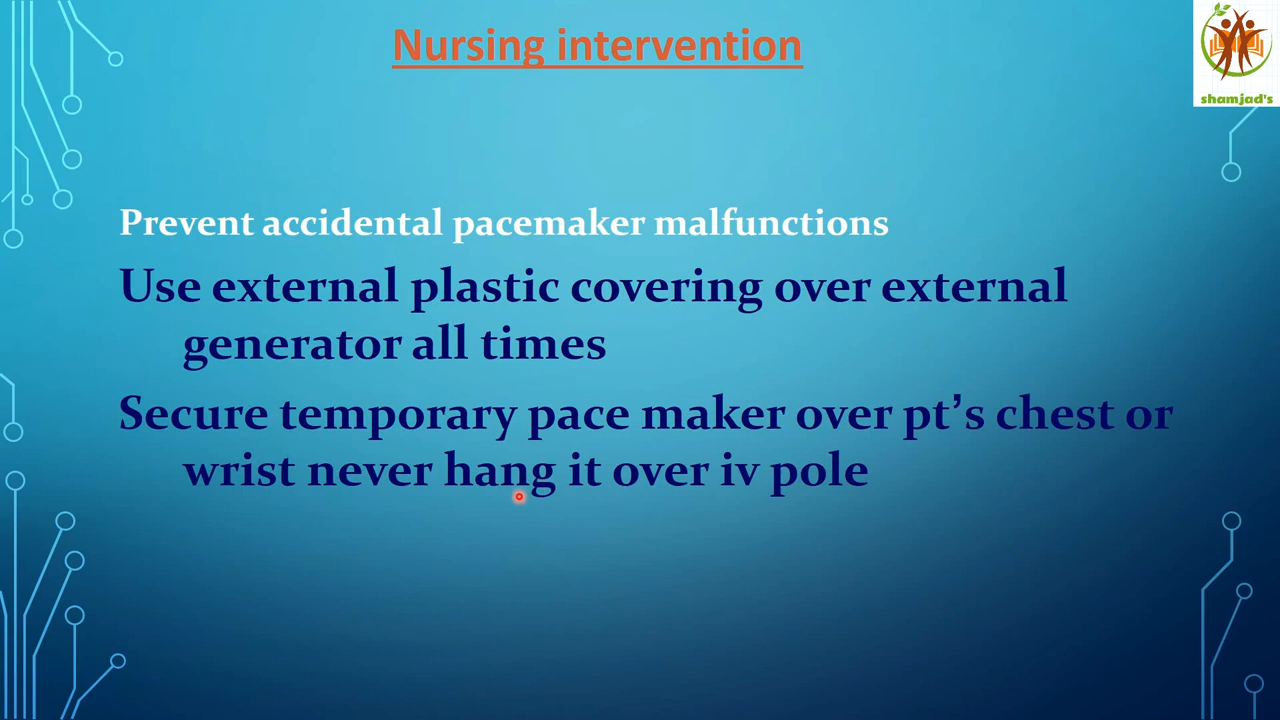 Nursing intervention
shamjad's
Prevent accidental pacemaker malfunctions
Use external plastic covering over external
generator all times
Secure temporary pace maker over pt’s chest or
wrist never hang it over iv pole